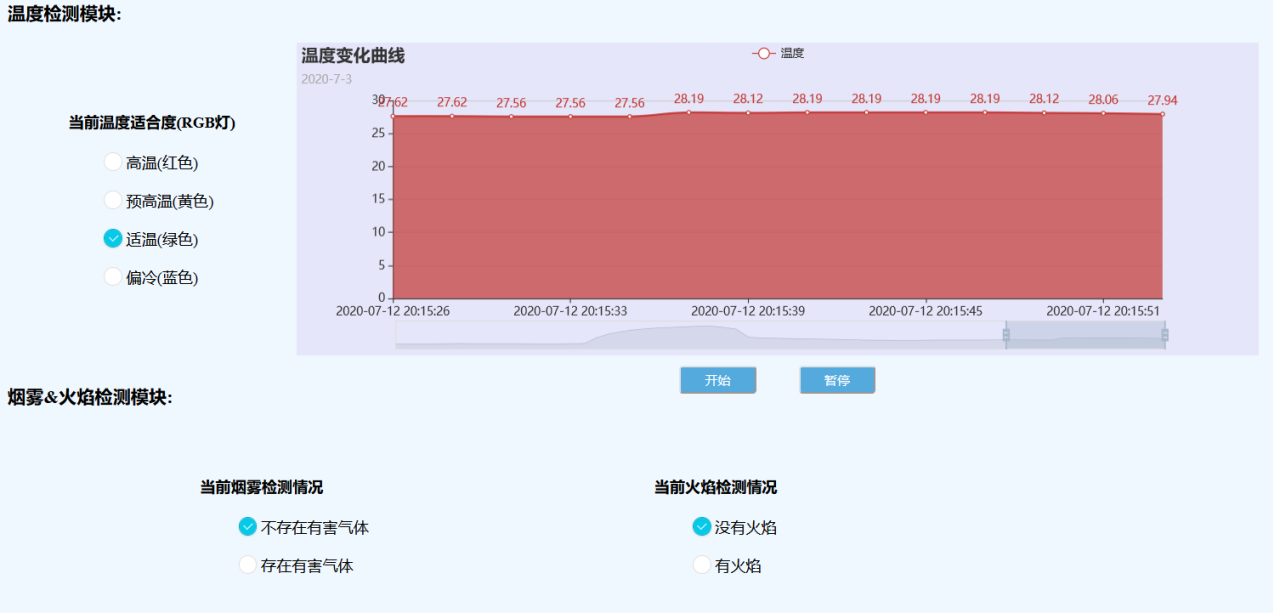 温度检测模块:
温度变化曲线
温度
2020-7-3
当前温度适合度(RGB灯)
高温(红色)
预高温(黄色)
适温(绿色)
偏冷(蓝色)
27.62 27.62 27.56 27.56 27.56 28.19 28.12 28.19 28.19 28.19 28.19 28.12 28.06 27.94
30
25
20
15
10
5
0
2020-07-12 20:15:26 2020-07-12 20:15:33 2020-07-12 20:15:39 2020-07-12 20:15:45 2020-07-12 20:15:51
开始 暂停
烟雾&火焰检测模块:
当前烟雾检测情况
不存在有害气体
存在有害气体
当前火焰检测情况
没有火焰
有火焰